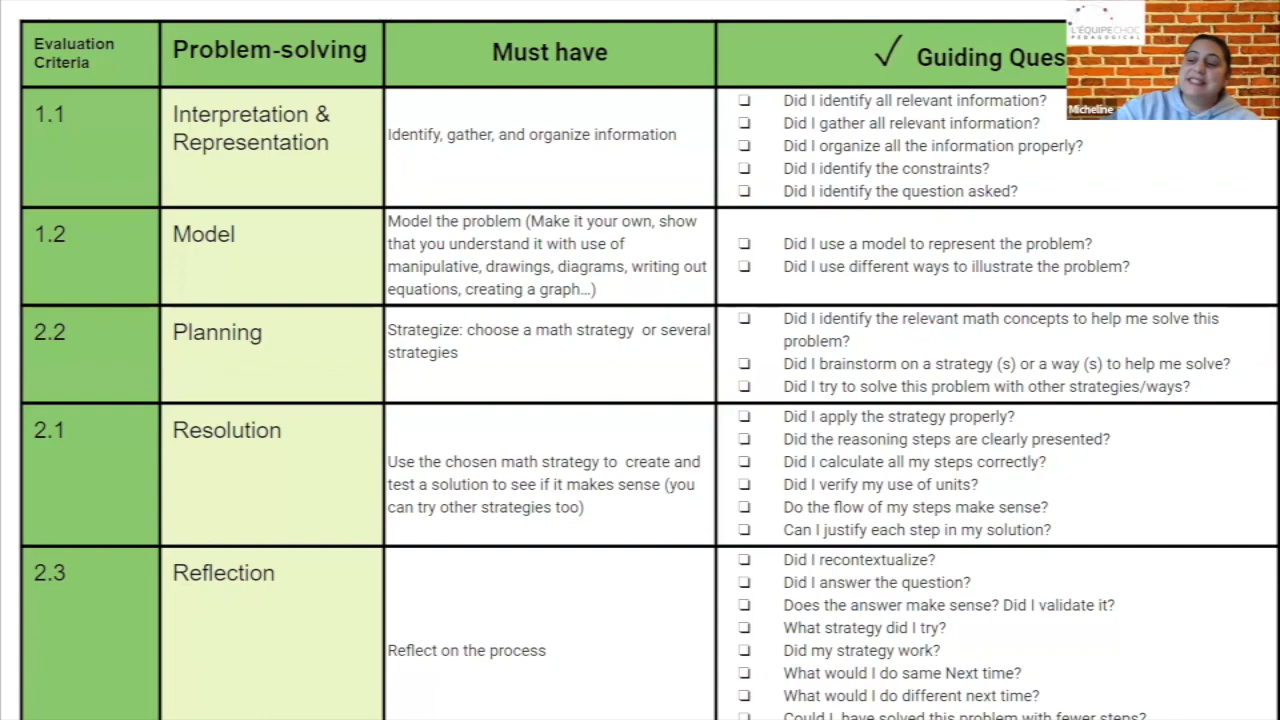 Evaluation
Criteria
Problem-solving
Must have
✓ Guiding Ques
L'ÉQUIPECHOC
PEDAGOGICAL
Micheline
1.1
Interpretation &
Representation
Identify, gather, and organize information
❏ Did I identify all relevant information?
❏ Did I gather all relevant information?
❏ Did I organize all the information properly?
❏ Did I identify the constraints?
❏ Did I identify the question asked?
1.2
Model
Model the problem (Make it your own, show
that you understand it with use of
manipulative, drawings, diagrams, writing out
equations, creating a graph...)
❏ Did I use a model to represent the problem?
❏ Did I use different ways to illustrate the problem?
2.2
Planning
Strategize: choose a math strategy or several
strategies
❏ Did I identify the relevant math concepts to help me solve this
problem?
❏ Did I brainstorm on a strategy (s) or a way (s) to help me solve?
❏ Did I try to solve this problem with other strategies/ways?
2.1
Resolution
Use the chosen math strategy to create and
test a solution to see if it makes sense (you
can try other strategies too)
❏ Did I apply the strategy properly?
❏ Did the reasoning steps are clearly presented?
❏ Did I calculate all my steps correctly?
❏ Did I verify my use of units?
❏ Do the flow of my steps make sense?
❏ Can I justify each step in my solution?
2.3
Reflection
Reflect on the process
❏ Did I recontextualize?
❏ Did I answer the question?
❏ Does the answer make sense? Did I validate it?
❏ What strategy did I try?
❏ Did my strategy work?
❏ What would I do same Next time?
❏ What would I do different next time?
❏ Could I have solved this problem with fewer steps?